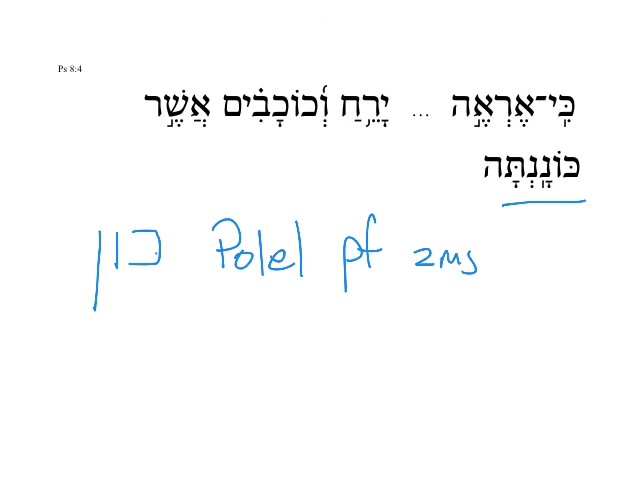 Ps 8:4
כִּֽי־אֶרְאֶ֣ה ... יָרֵ֥חַ וְ֝כוֹכָבִ֗ים אֲשֶׁ֣ר
כּוֹנָֽנְתָּה
כון Polel pf 2ms